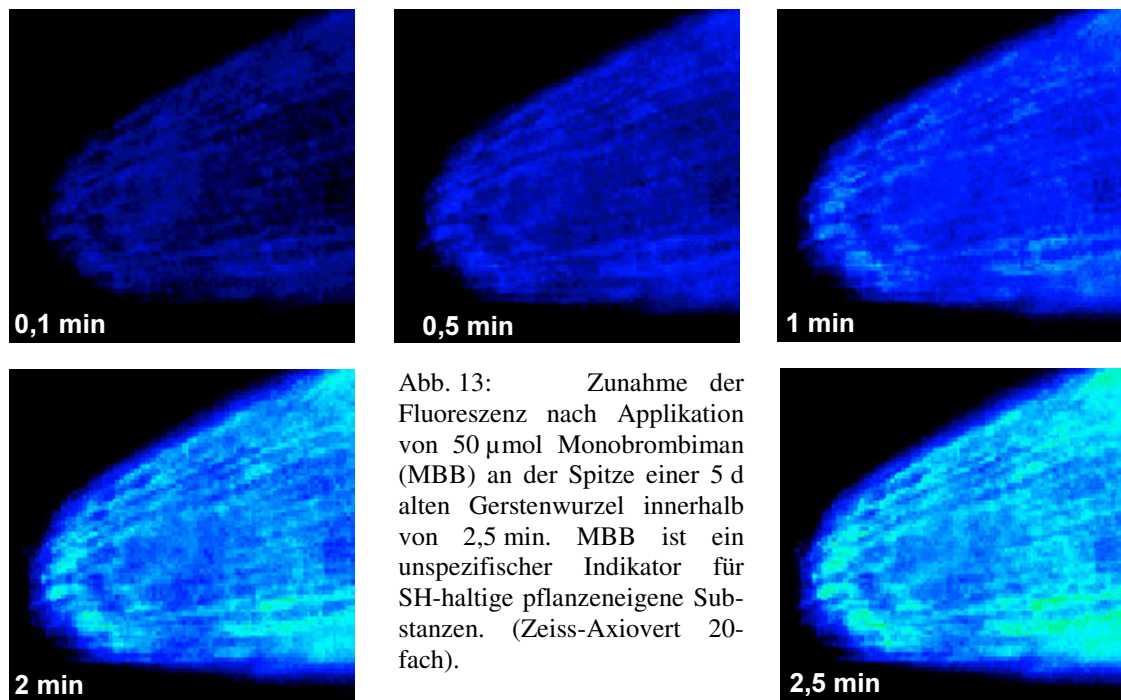 0,1 min
0,5 min
1 min
Abb. 13: Zunahme der
Fluoreszenz nach Applikation
von 50 µmol Monobrombiman
(MBB) an der Spitze einer 5 d
alten Gerstenwurzel innerhalb
von 2,5 min. MBB ist ein
unspezifischer Indikator für
SH-haltige pflanzeneigene Sub-
stanzen. (Zeiss-Axiovert 20-
fach).
2 min
2,5 min